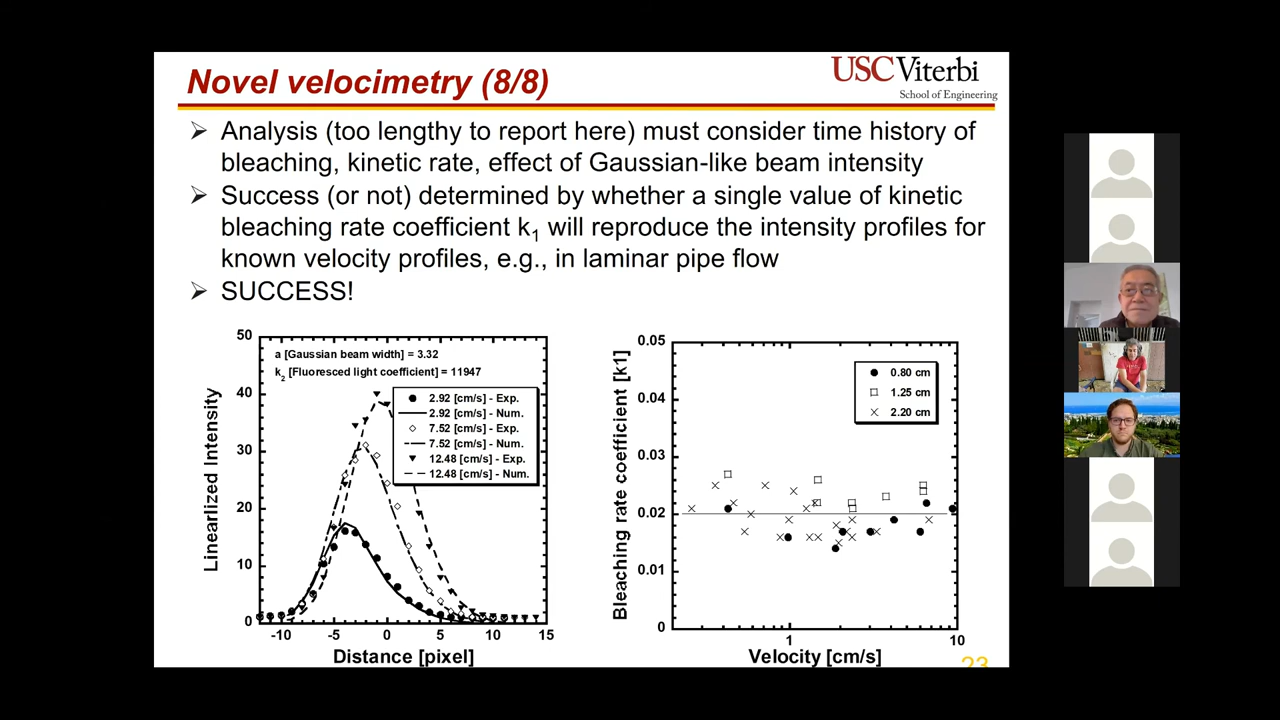 Novel velocimetry (8/8)
USC Viterbi
School of Engineering
➢ Analysis (too lengthy to report here) must consider time history of
bleaching, kinetic rate, effect of Gaussian-like beam intensity
➢ Success (or not) determined by whether a single value of kinetic
bleaching rate coefficient k1 will reproduce the intensity profiles for
known velocity profiles, e.g., in laminar pipe flow
➢ SUCCESS!
50
40
30
20
10
0
Linearlized Intensity
a [Gaussian beam width] = 3.32
k2 [Fluoresced light coefficient] = 11947
2.92 [cm/s] - Exp.
2.92 [cm/s] - Num.
7.52 [cm/s] - Exp.
7.52 [cm/s] - Num.
12.48 [cm/s] - Exp.
12.48 [cm/s] - Num.
-10 -5 0 5 10 15
Distance [pixel]
0.05
0.04
0.03
0.02
0.01
0
Bleaching rate coefficient [k1]
0.80 cm
1.25 cm
2.20 cm
1 10
Velocity [cm/s]
23